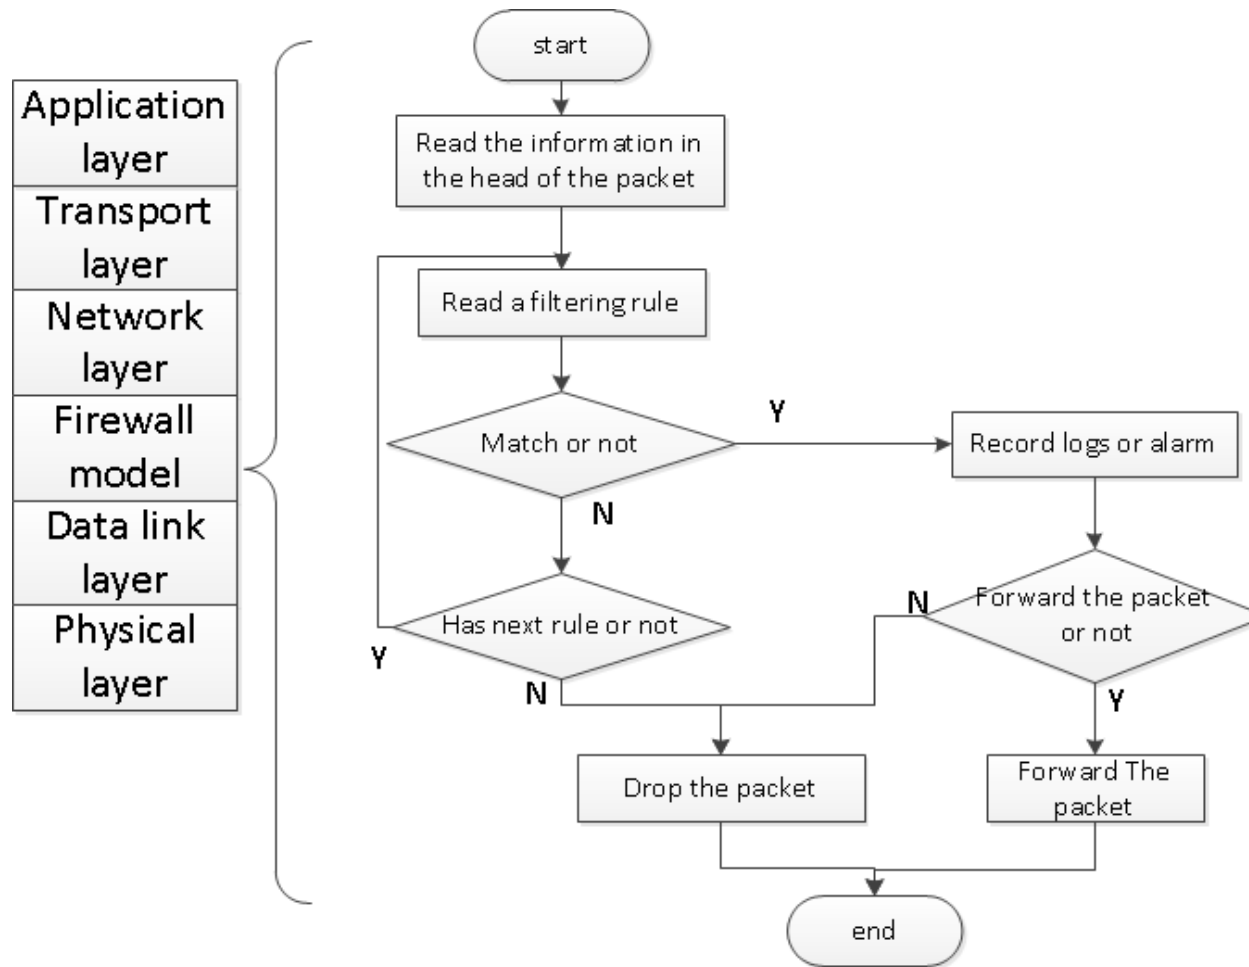 Application
layer
Transport
layer
Network
layer
Firewall
model
Data link
layer
Physical
layer
start
Read the information in
the head of the packet
Read a filtering rule
Match or not
Y
Record logs or alarm
N
Has next rule or not
Y
N
Forward the packet
or not
N
Y
Drop the packet
Forward The
packet
end